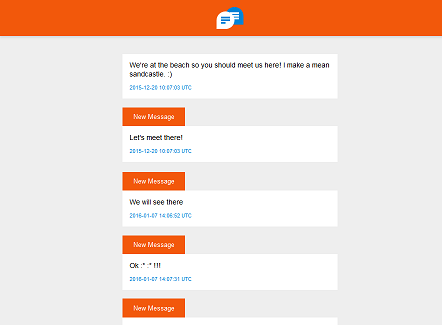 We're at the beach so you should meet us here! I make a mean
sandcastle. :)
2015-12-20 10:07:03 UTC
New Message
Let's meet there!
2015-12-20 10:07:03 UTC
New Message
We will see there
2016-01-07 14:06:52 UTC
New Message
Ok :* :* !!!
2016-01-07 14:07:31 UTC
New Message